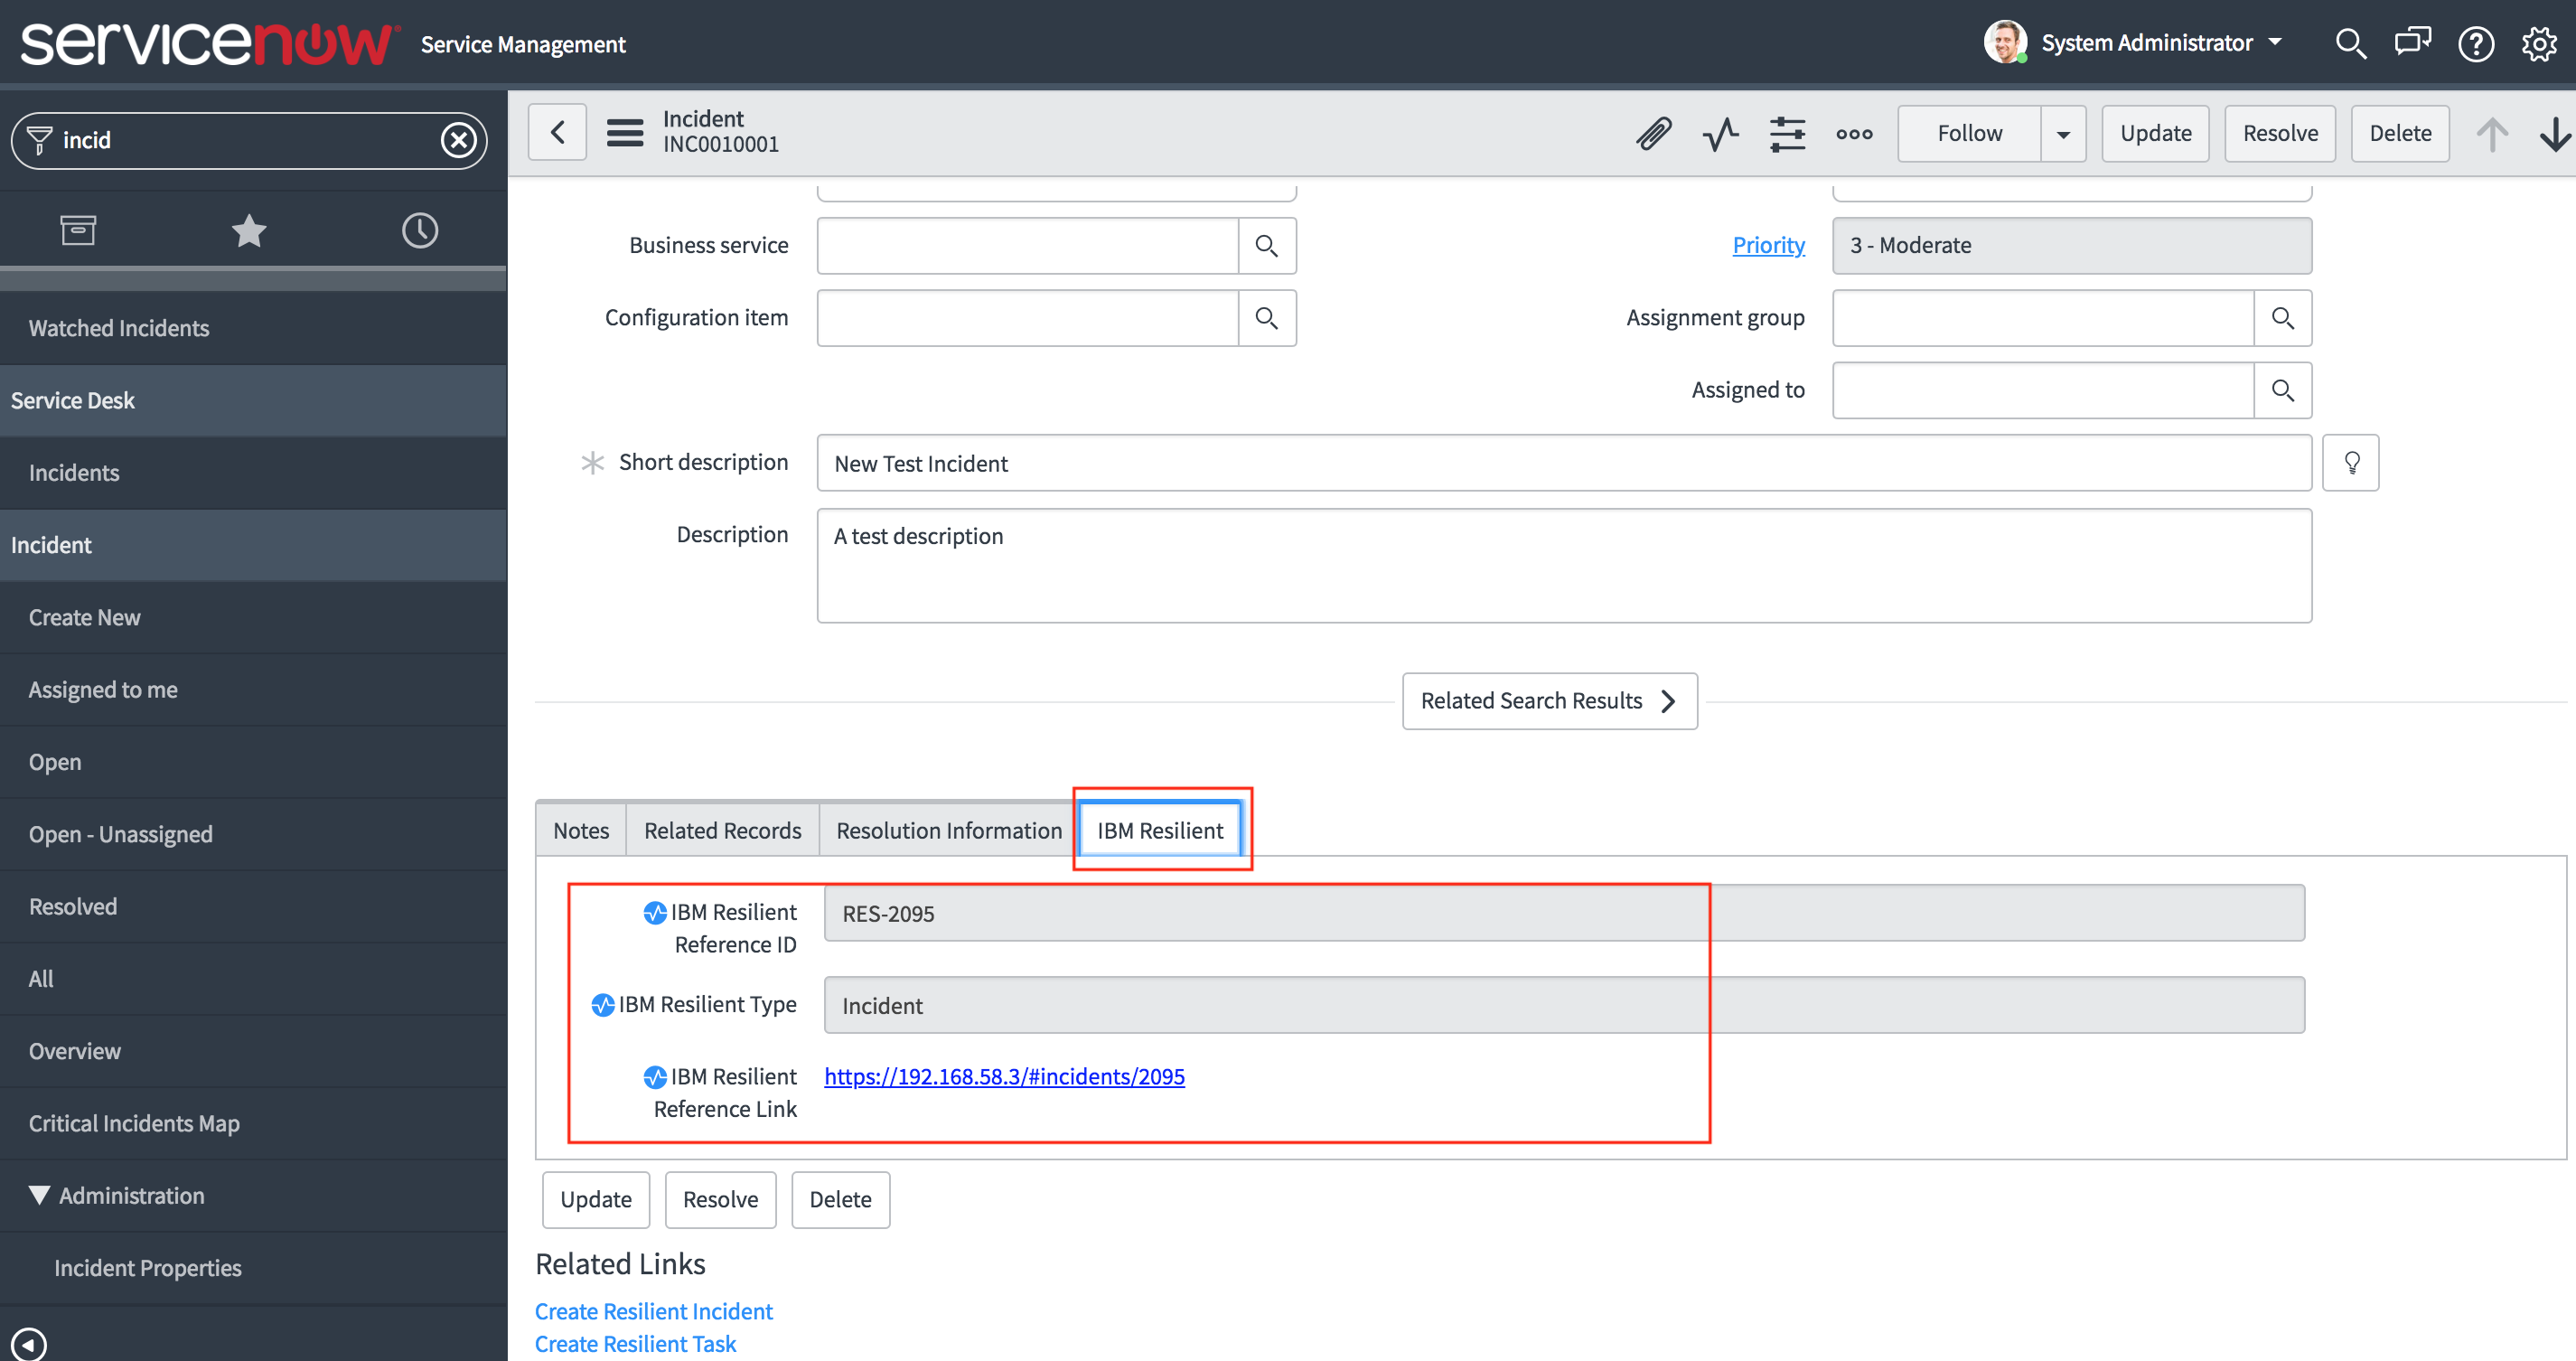 servicenow Service Management
System Administrator
incid
Watched Incidents
Service Desk
Incidents
Incident
Create New
Assigned to me
Open
Open - Unassigned
Resolved
All
Overview
Critical Incidents Map
Administration
Incident Properties
Incident
INC0010001
Follow
Update
Resolve
Delete
Business service
Priority
3 - Moderate
Configuration item
Assignment group
Assigned to
Short description
New Test Incident
Description
A test description
Related Search Results
Notes
Related Records
Resolution Information
IBM Resilient
IBM Resilient
Reference ID
RES-2095
IBM Resilient Type
Incident
IBM Resilient
Reference Link
https://192.168.58.3/#incidents/2095
Update
Resolve
Delete
Related Links
Create Resilient Incident
Create Resilient Task